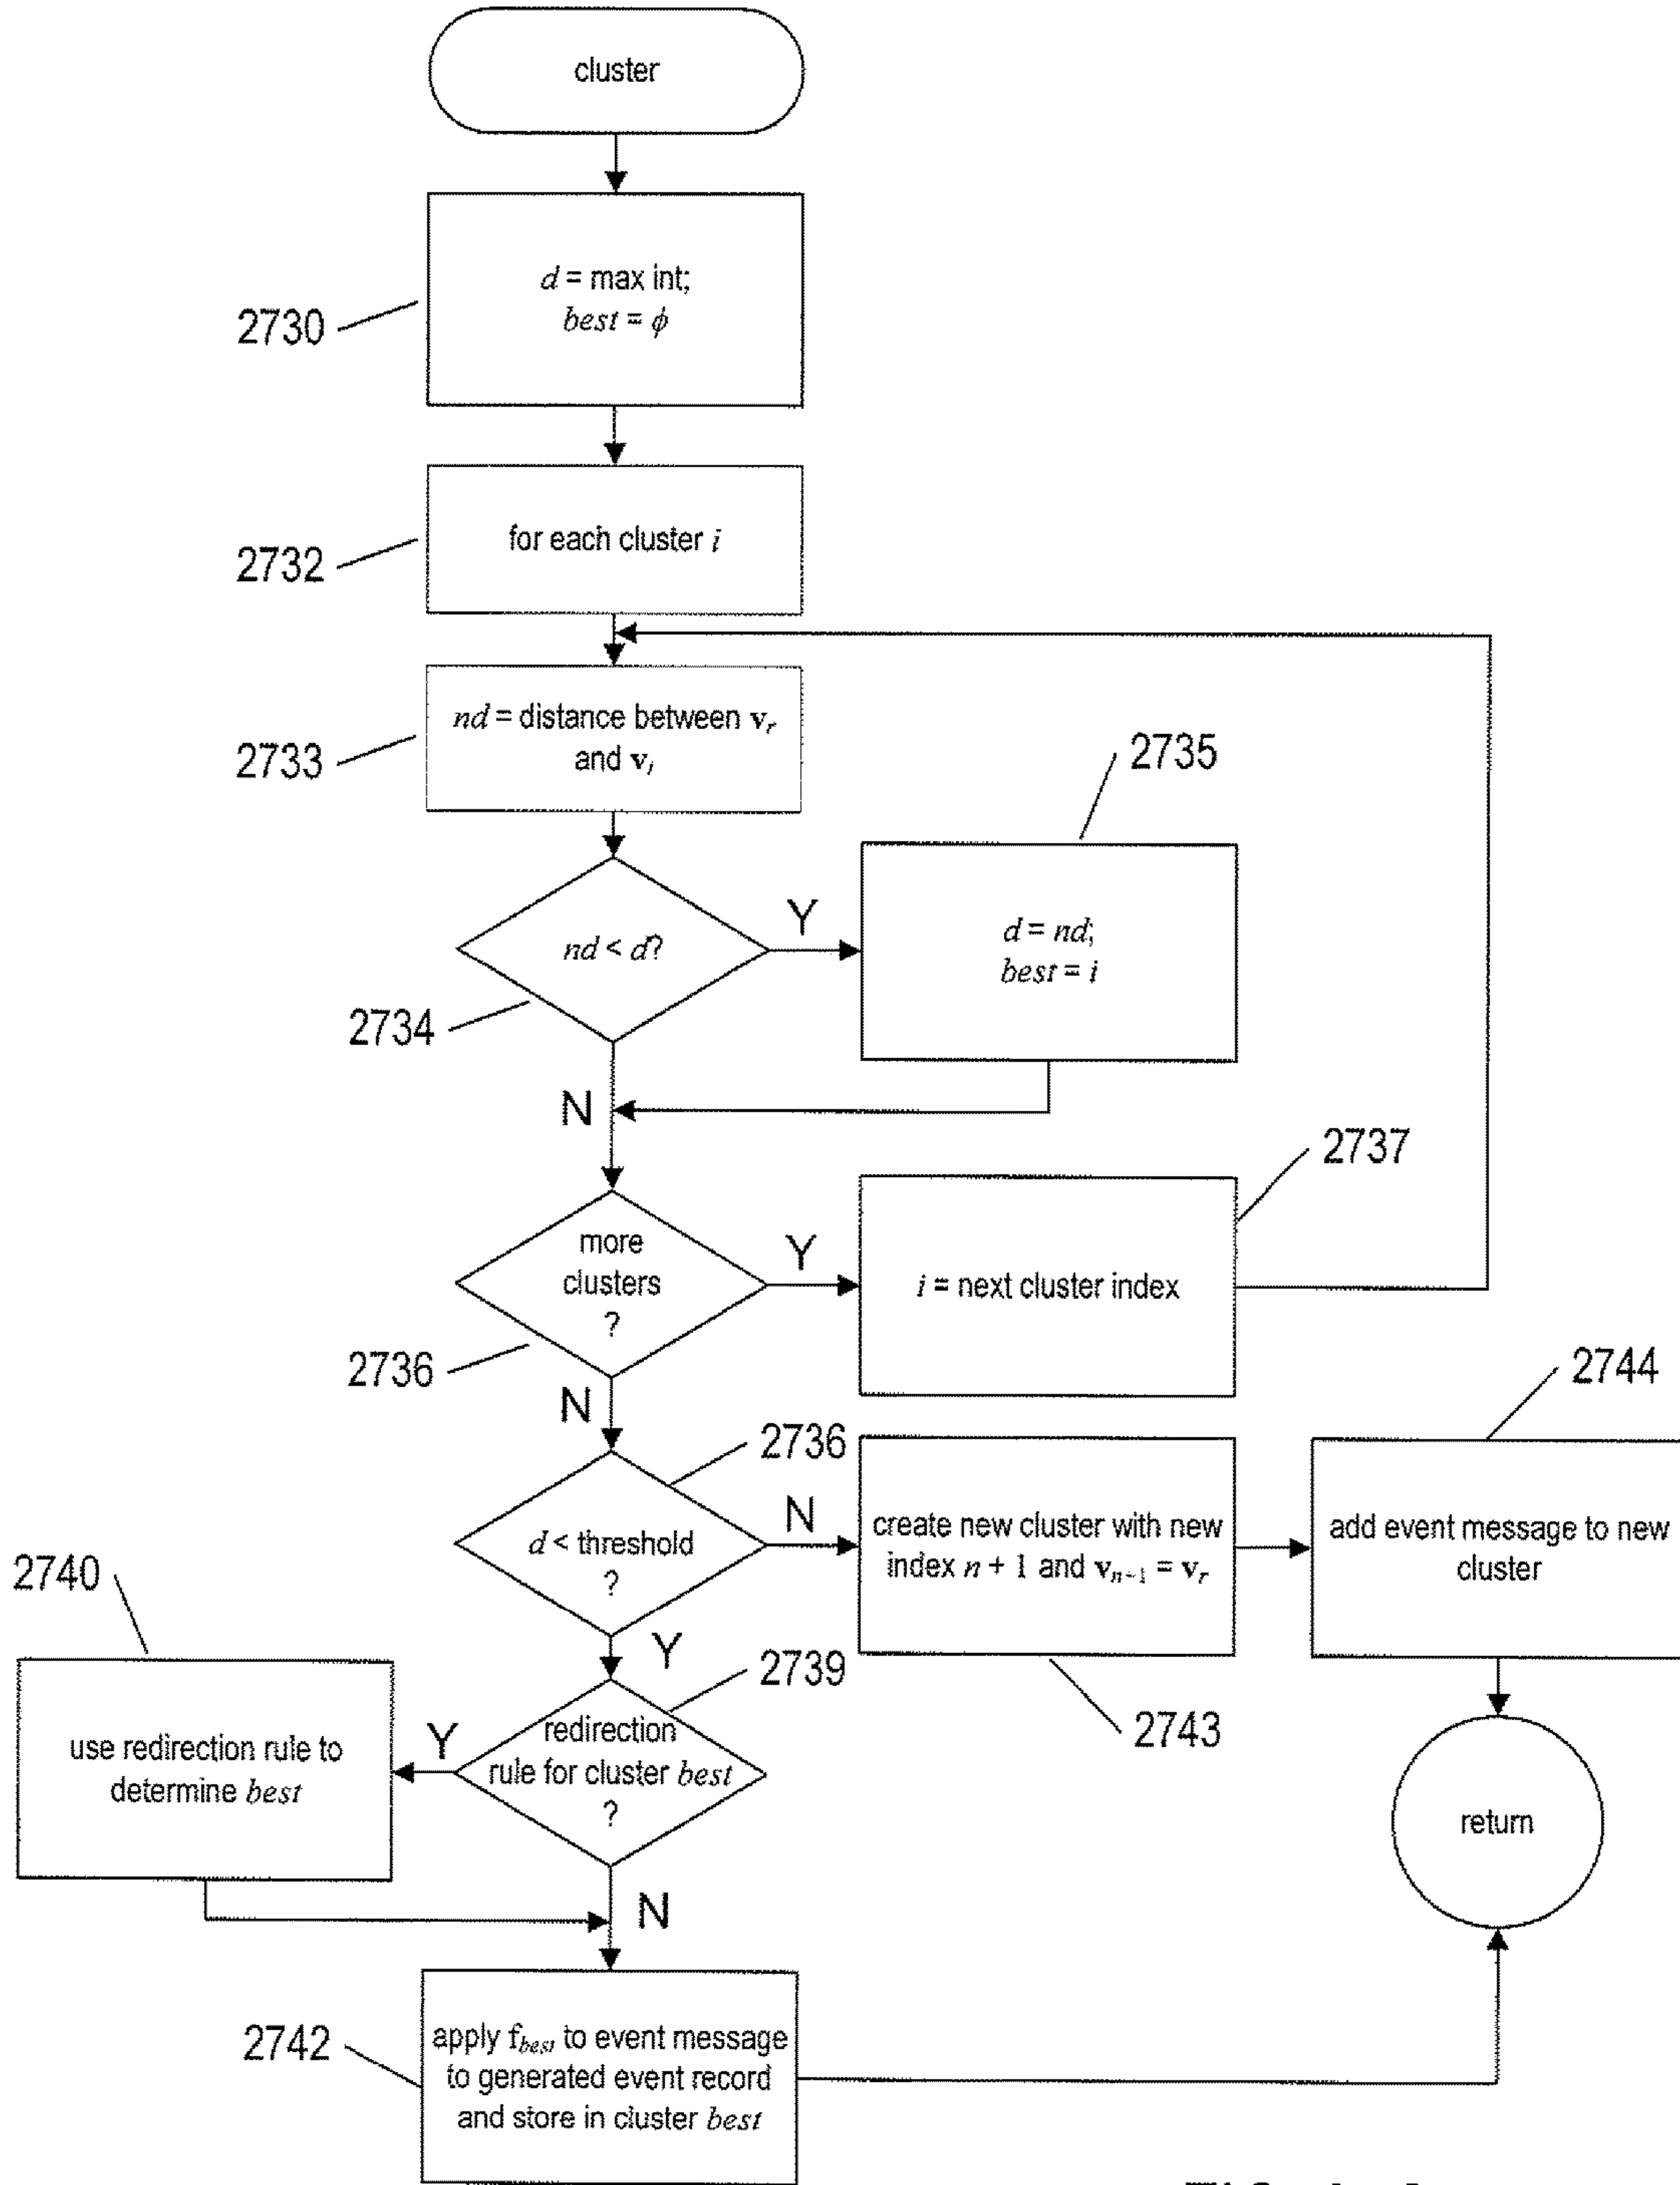 cluster
d = max int;
best = ϕ
2730
for each cluster i
2732
nd = distance between vr
and vi
2733
2735
nd < d?
Y
d = nd;
best = i
2734
N
2737
more
clusters
?
Y
i = next cluster index
2736
N
2744
2736
d < threshold
?
N
create new cluster with new
index n + 1 and vn+1 = vr
add event message to new
cluster
2740
Y
2739
2743
use redirection rule to
determine best
Y
redirection
rule for cluster best
?
return
N
2742
apply fbest to event message
to generated event record
and store in cluster best